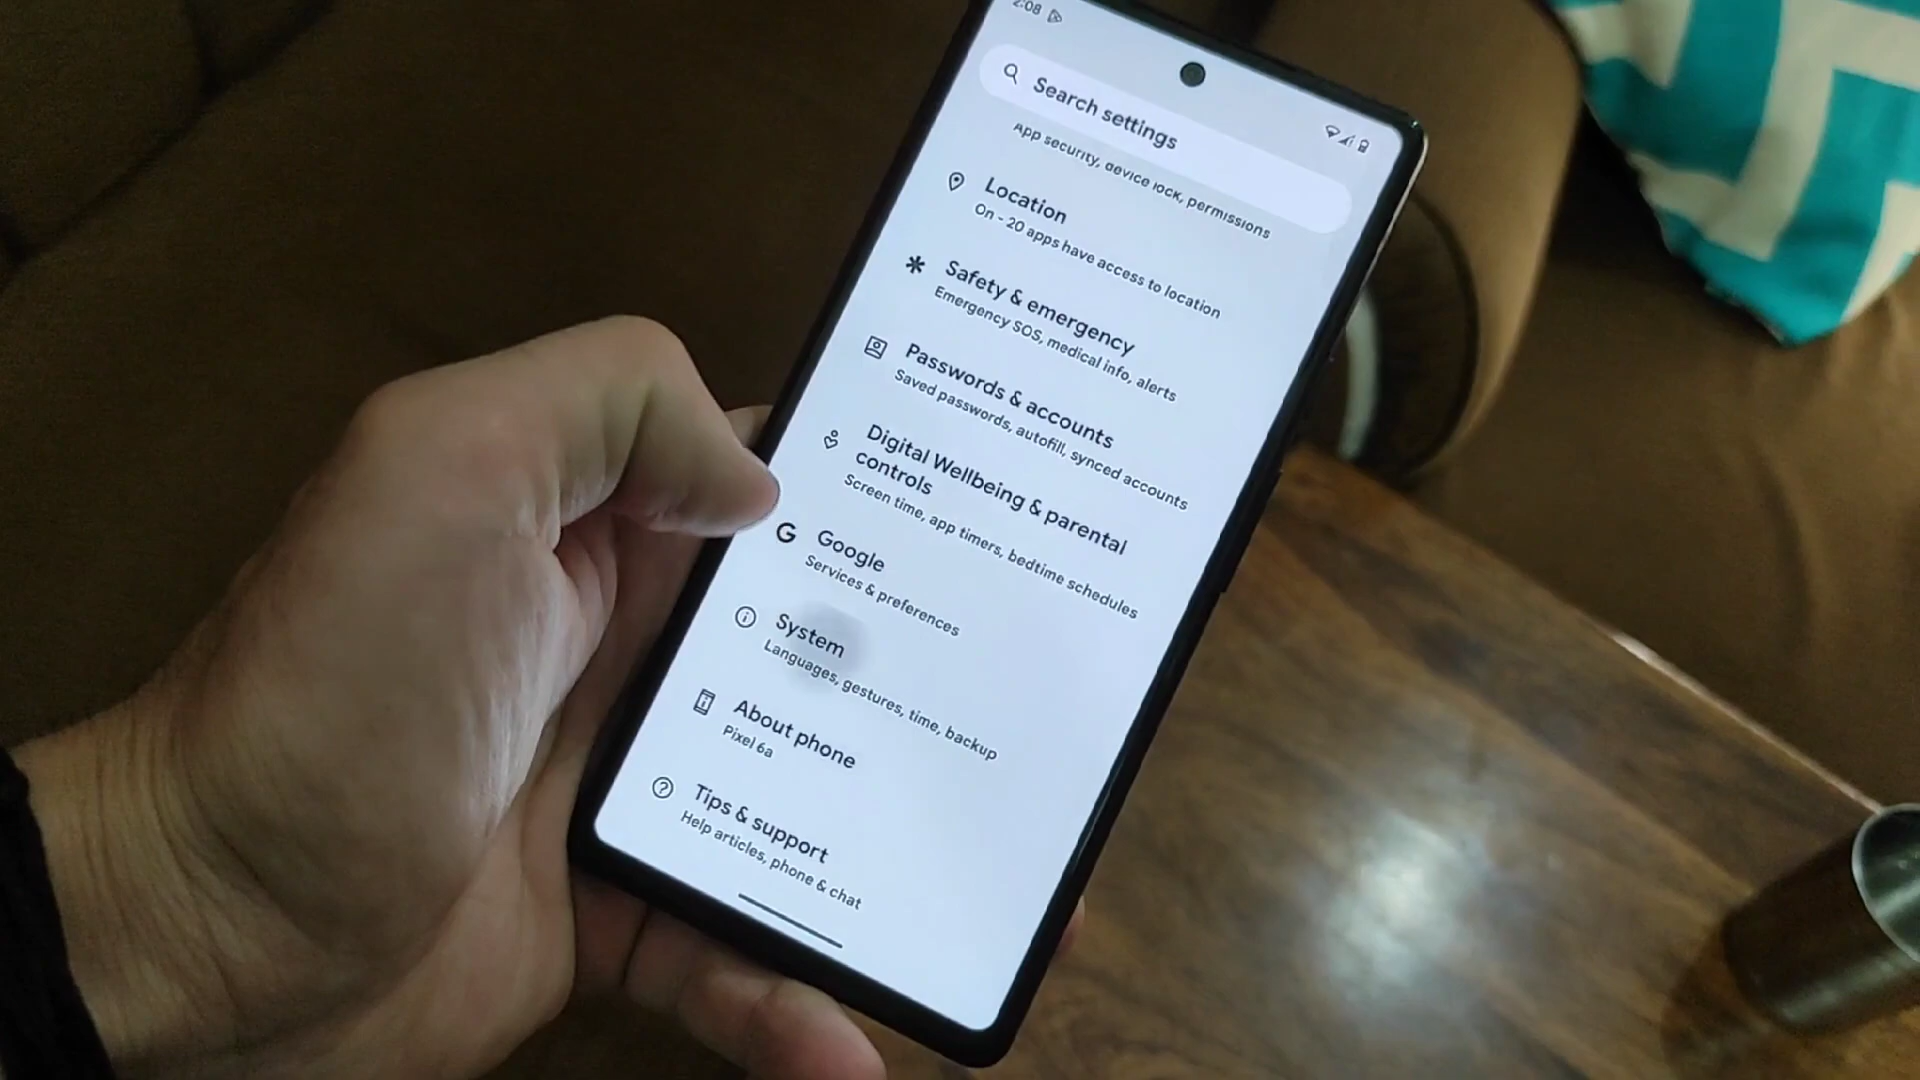 2:08
Search settings
App security, device lock, permissions
Location
On - 20 apps have access to location
Safety & emergency
Emergency SOS, medical info, alerts
Passwords & accounts
Saved passwords, autofill, synced accounts
Digital Wellbeing & parental
controls
Screen time, app timers, bedtime schedules
Google
Services & preferences
System
Languages, gestures, time, backup
About phone
Pixel 6a
Tips & support
Help articles, phone & chat